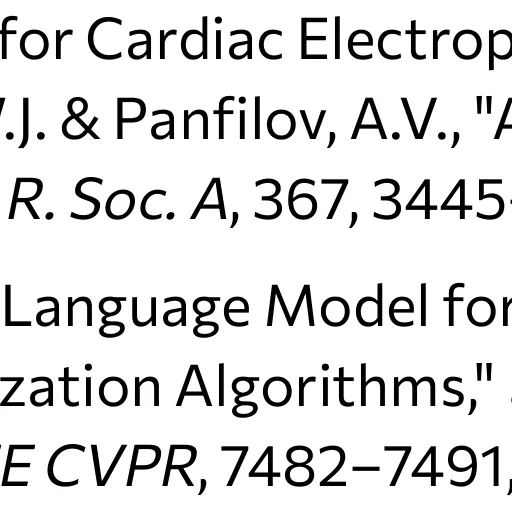 for Cardiac Electrop
.J. & Panfilov, A.V., "A
R. Soc. A, 367, 3445
Language Model for
zation Algorithms,"
E CVPR, 7482–7491,